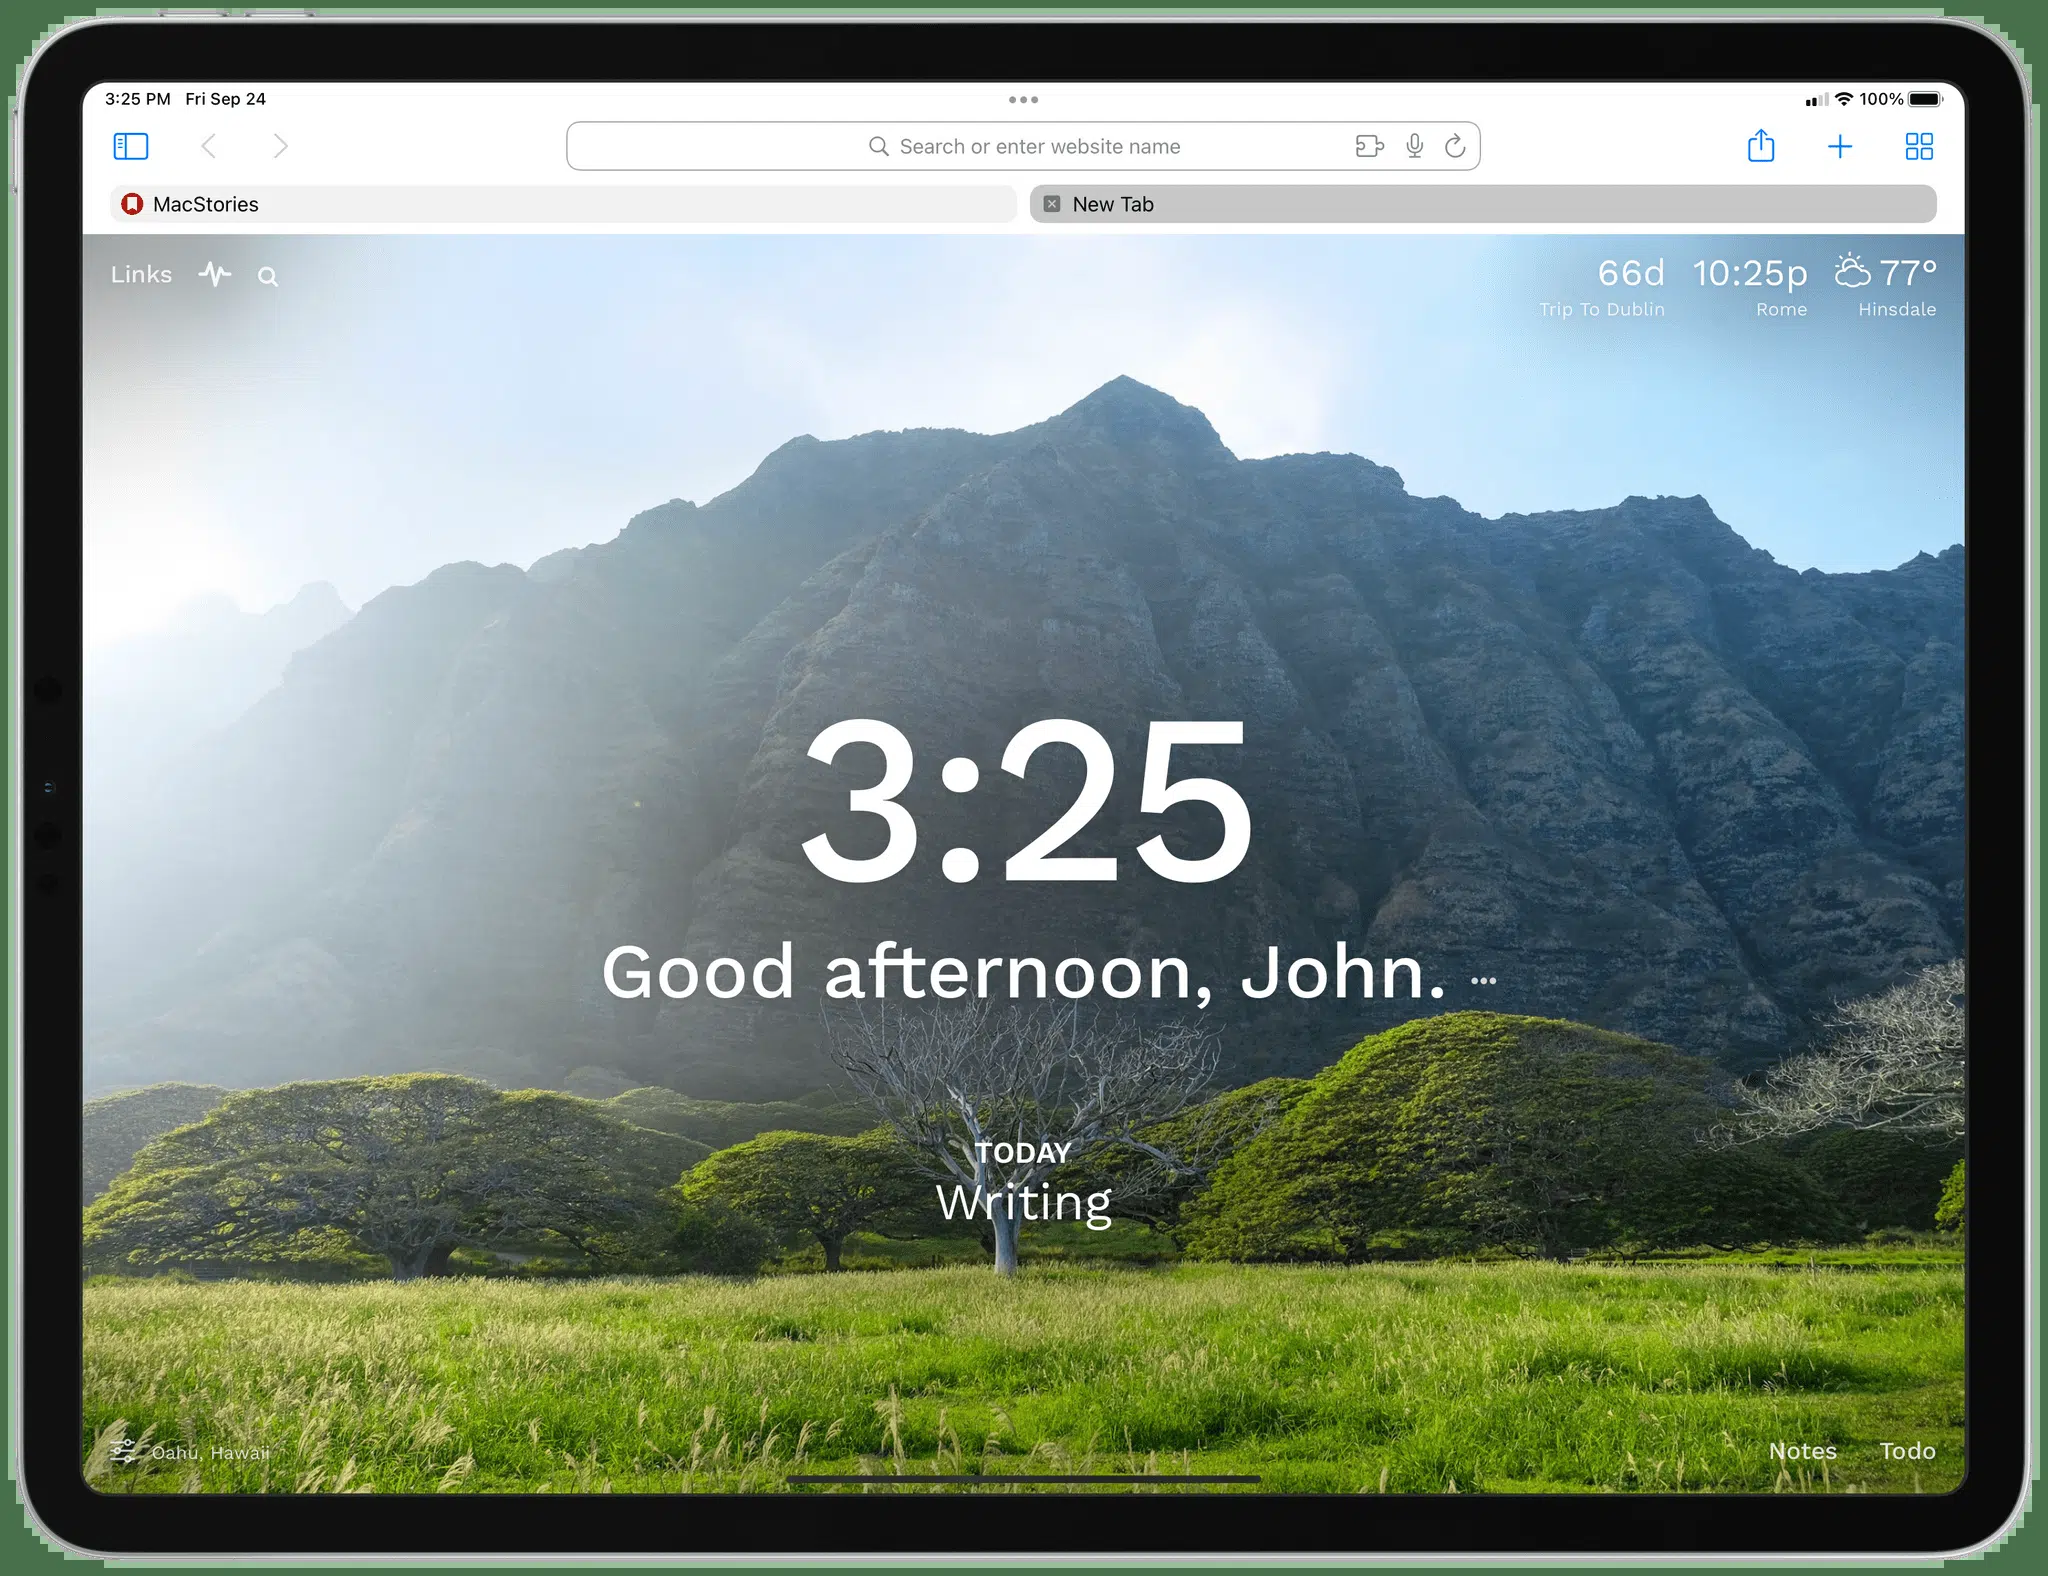 3:25 PM Fri Sep 24
100%
Search or enter website name
MacStories
New Tab
Links
66d 10:25p 77°
Trip To Dublin Rome Hinsdale
3:25
Good afternoon, John.
TODAY
Writing
Oahu, Hawaii
Notes Todo